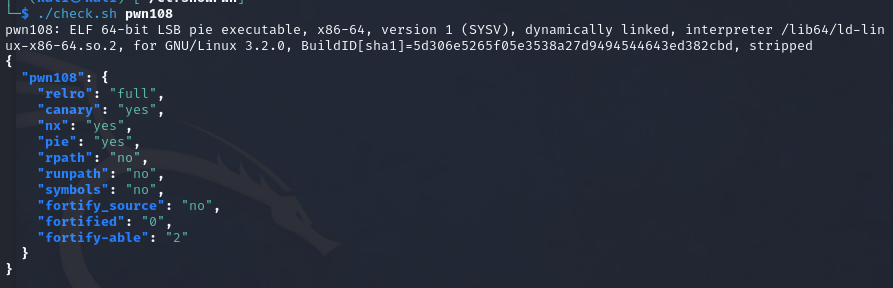 └─$ ./check.sh pwn108
pwn108: ELF 64-bit LSB pie executable, x86-64, version 1 (SYSV), dynamically linked, interpreter /lib64/ld-lin
ux-x86-64.so.2, for GNU/Linux 3.2.0, BuildID[sha1]=5d306e5265f05e3538a27d9494544643ed382cbd, stripped
{
  "pwn108": {
    "relro": "full",
    "canary": "yes",
    "nx": "yes",
    "pie": "yes",
    "rpath": "no",
    "runpath": "no",
    "symbols": "no",
    "fortify_source": "no",
    "fortified": "0",
    "fortify-able": "2"
  }
}